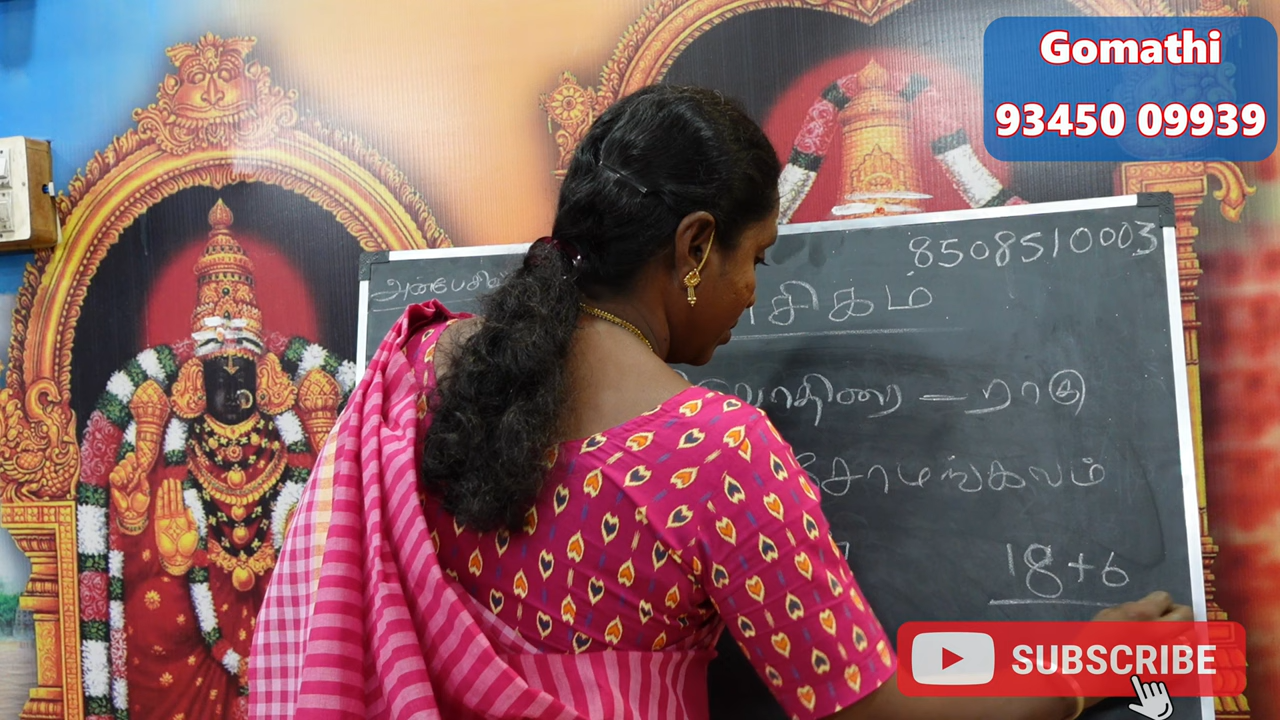 Gomathi
93450 09939
8508510003
சிகம்
வாதிரை - ராகு
சோமங்கலம்
18+6
SUBSCRIBE